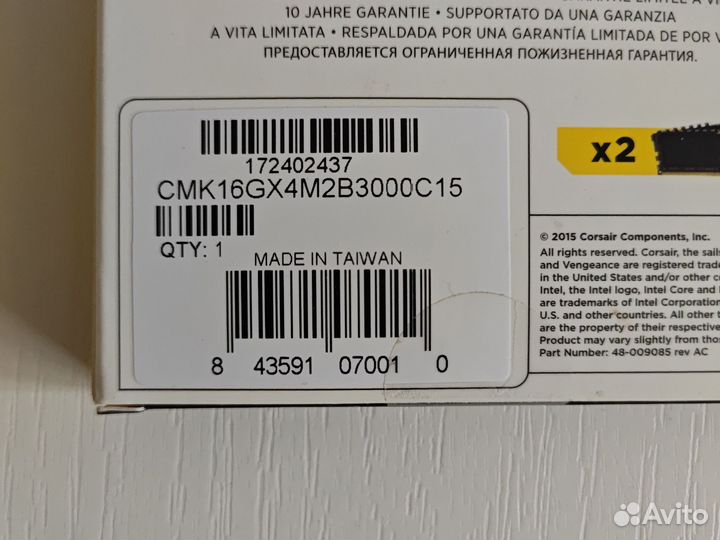 10 JAHRE GARANTIE • SUPPORTATO DA UNA GARANZIA
A VITA LIMITATA • RESPALDADA POR UNA GARANTÍA LIMITADA DE POR
ПРЕДОСТАВЛЯЕТСЯ ОГРАНИЧЕННАЯ ПОЖИЗНЕННАЯ ГАРАНТИЯ.
172402437
CMK16GX4M2B3000C15
QTY: 1
MADE IN TAIWAN
8 43591 07001 0
x2
© 2015 Corsair Components, Inc.
All rights reserved. Corsair, the sails
and Vengeance are registered
in the United States and/or other
Intel, the Intel logo, Intel Core and
are trademarks of Intel Corporation
U.S. and other countries. All other
are the property of their respective
Product may vary slightly from
Part Number: 48-009085 rev AC
Avito